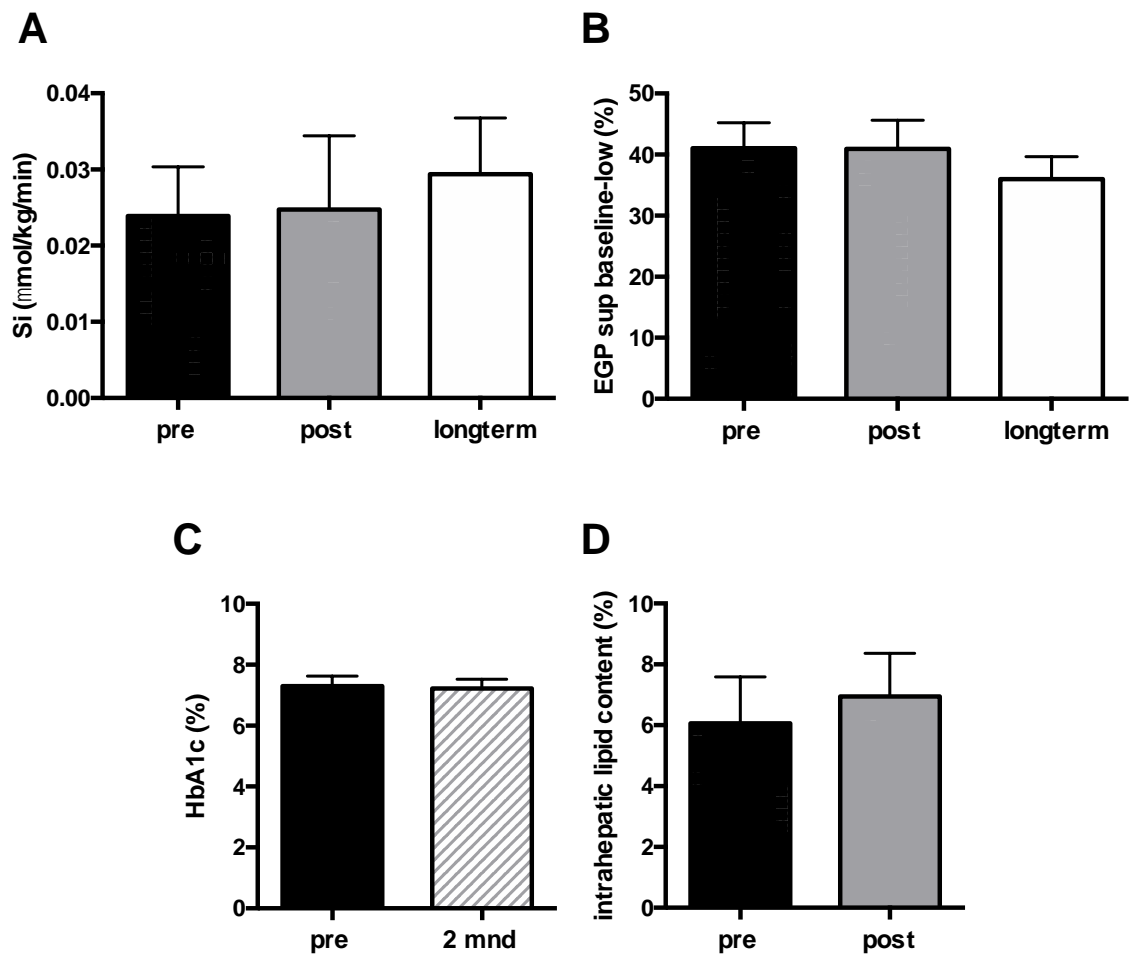 A
Si (mmol/kg/min)
0.04
0.03
0.02
0.01
0.00
pre post longterm
B
EGP sup baseline-low (%)
50
40
30
20
10
0
pre post longterm
C
HbA1c (%)
10
8
6
4
2
0
pre 2 mnd
D
intrahepatic lipid content (%)
10
8
6
4
2
0
pre post